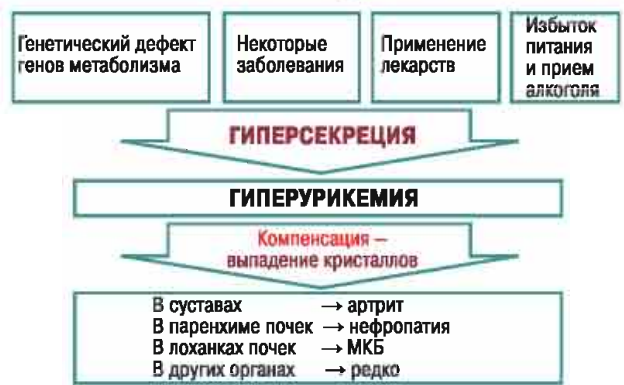 Генетический дефект
генов метаболизма
Некоторые
заболевания
Применение
лекарств
Избыток
питания
и прием
алкоголя
ГИПЕРСЕКРЕЦИЯ
ГИПЕРУРИКЕМИЯ
Компенсация –
выпадение кристаллов
В суставах → артрит
В паренхиме почек → нефропатия
В лоханках почек → МКБ
В других органах → редко